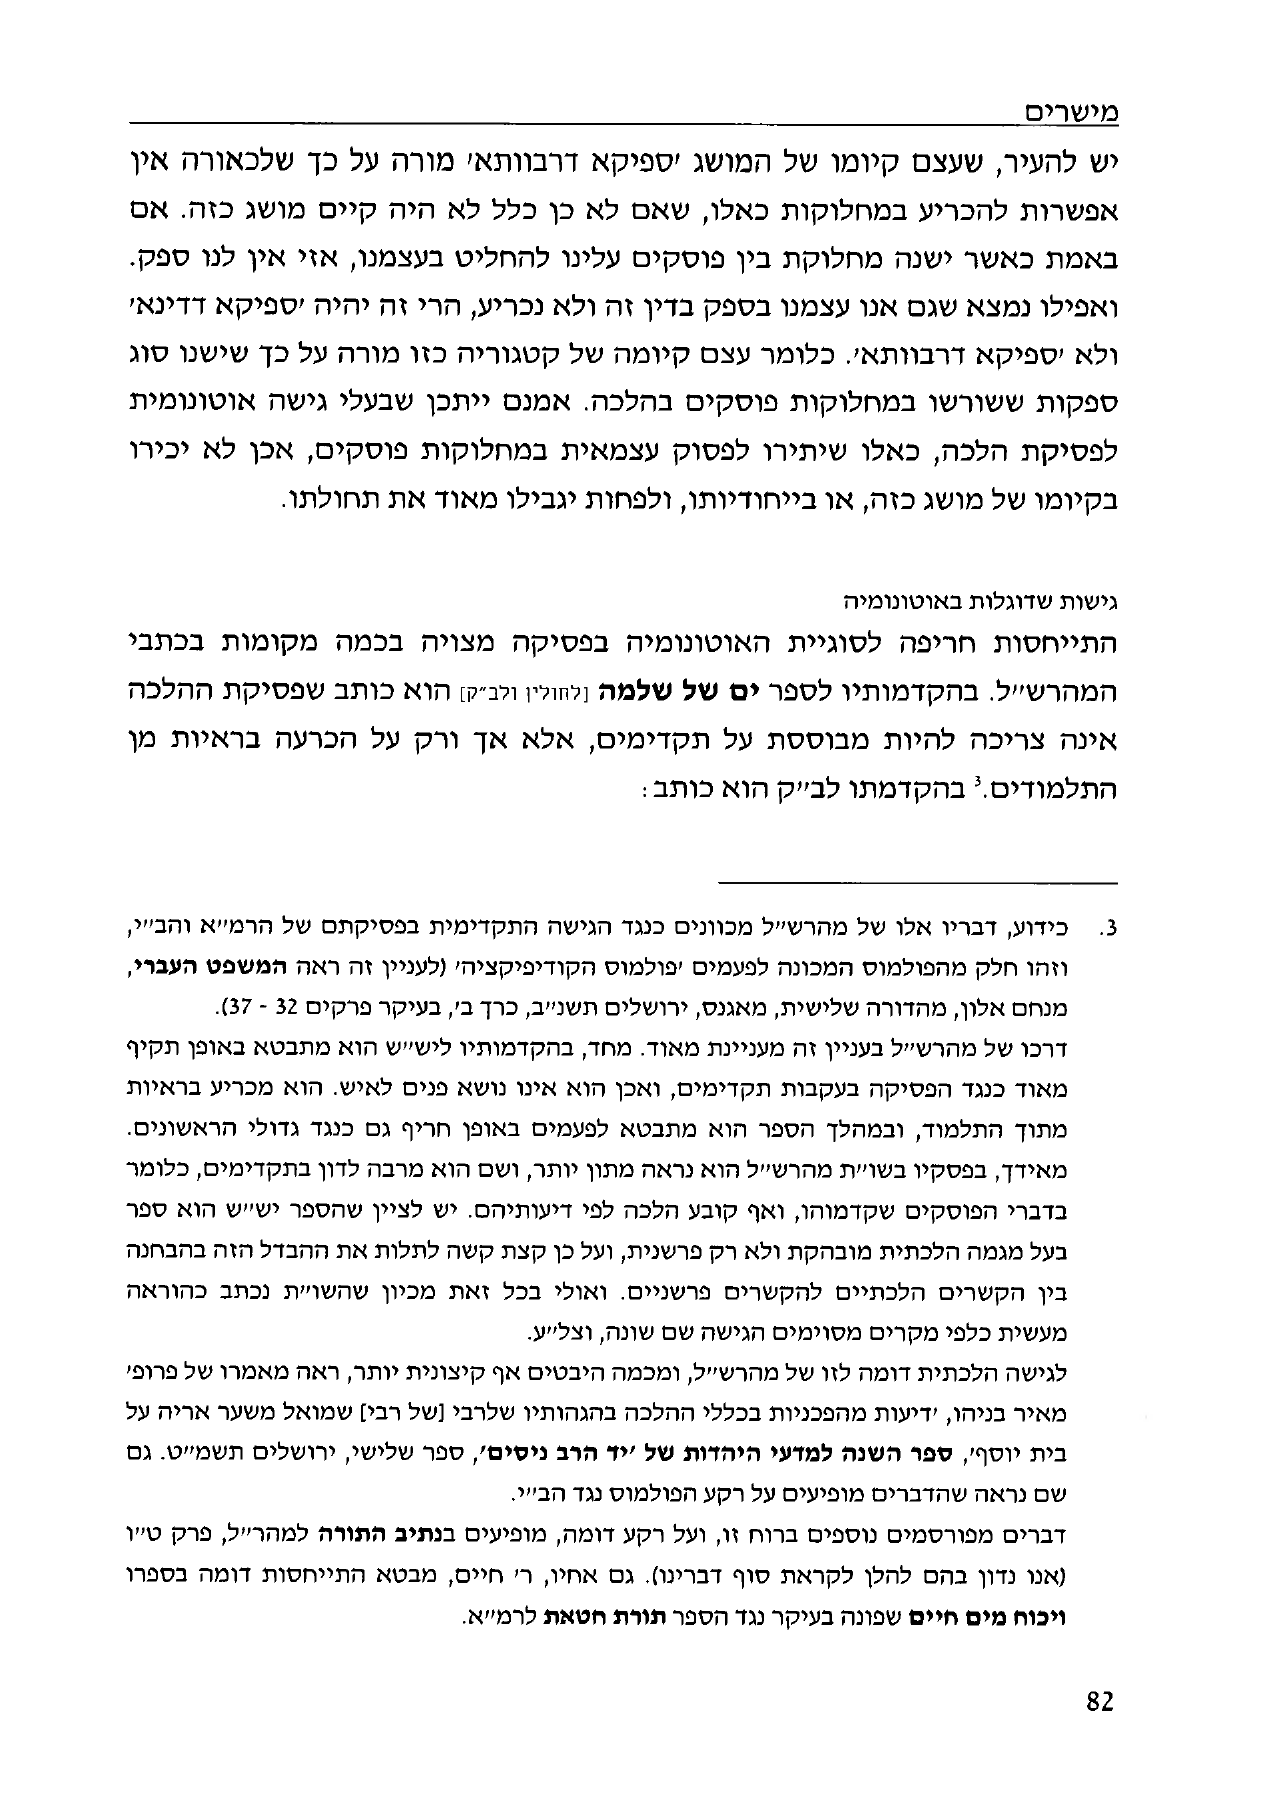 מישרים
יש להעיר, שעצם קיומו של המושג 'ספיקא דרבוותא' מורה על כך שלכאורה אין
אפשרות להכריע במחלוקות כאלו, שאם לא כן כלל לא היה קיים מושג כזה. אם
באמת כאשר ישנה מחלוקת בין פוסקים עלינו להחליט בעצמנו, אזי אין לנו ספק.
ואפילו נמצא שגם אנו עצמנו בספק בדין זה ולא נכריע, הרי זה יהיה 'ספיקא דדינא'
ולא 'ספיקא דרבוותא'. כלומר עצם קיומה של קטגוריה כזו מורה על כך שישנו סוג
ספקות ששורשו במחלוקות פוסקים בהלכה. אמנם ייתכן שבעלי גישה אוטונומית
לפסיקת הלכה, כאלו שיתירו לפסוק עצמאית במחלוקות פוסקים, אכן לא יכירו
בקיומו של מושג כזה, או בייחודיותו, ולפחות יגבילו מאוד את תחולתו.
גישות שדוגלות באוטונומיה
התייחסות חריפה לסוגיית האוטונומיה בפסיקה מצויה בכמה מקומות בכתבי
המהרש״ל. בהקדמותיו לספר ים של שלמה [לחולין ולב״ק] הוא כותב שפסיקת ההלכה
אינה צריכה להיות מבוססת על תקדימים, אלא אך ורק על הכרעה בראיות מן
התלמודים.3 בהקדמתו לב״ק הוא כותב:
3. כידוע, דבריו אלו של מהרש״ל מכוונים כנגד הגישה התקדימית בפסיקתם של הרמ״א והב״י,
וזהו חלק מהפולמוס המכונה לפעמים 'פולמוס הקודיפיקציה' (לעניין זה ראה המשפט העברי,
מנחם אלון, מהדורה שלישית, מאגנס, ירושלים תשנ״ב, כרך ב', בעיקר פרקים 32 - 37).
דרכו של מהרש״ל בעניין זה מעניינת מאוד. מחד, בהקדמותיו ליש״ש הוא מתבטא באופן תקיף
מאוד כנגד הפסיקה בעקבות תקדימים, ואכן הוא אינו נושא פנים לאיש. הוא מכריע בראיות
מתוך התלמוד, ובמהלך הספר הוא מתבטא לפעמים באופן חריף גם כנגד גדולי הראשונים.
מאידך, בפסקיו בשו״ת מהרש״ל הוא נראה מתון יותר, ושם הוא מרבה לדון בתקדימים, כלומר
בדברי הפוסקים שקדמוהו, ואף קובע הלכה לפי דיעותיהם. יש לציין שהספר יש״ש הוא ספר
בעל מגמה הלכתית מובהקת ולא רק פרשנית, ועל כן קצת קשה לתלות את ההבדל הזה בהבחנה
בין הקשרים הלכתיים להקשרים פרשניים. ואולי בכל זאת מכיון שהשו״ת נכתב כהוראה
מעשית כלפי מקרים מסוימים הגישה שם שונה, וצל״ע.
לגישה הלכתית דומה לזו של מהרש״ל, ומכמה היבטים אף קיצונית יותר, ראה מאמרו של פרופ'
מאיר בניהו, 'דיעות מהפכניות בכללי ההלכה בהגהותיו שלרבי [של רבי] שמואל משער אריה על
בית יוסף', ספר השנה למדעי היהדות של 'יד הרב ניסים', ספר שלישי, ירושלים תשמ״ט. גם
שם נראה שהדברים מופיעים על רקע הפולמוס נגד הב״י.
דברים מפורסמים נוספים ברוח זו, ועל רקע דומה, מופיעים בנתיב התורה למהר״ל, פרק ט״ו
(אנו נדון בהם להלן לקראת סוף דברינו). גם אחיו, ר' חיים, מבטא התייחסות דומה בספרו
ויכוח מים חיים שפונה בעיקר נגד הספר תורת חטאת לרמ״א.
82